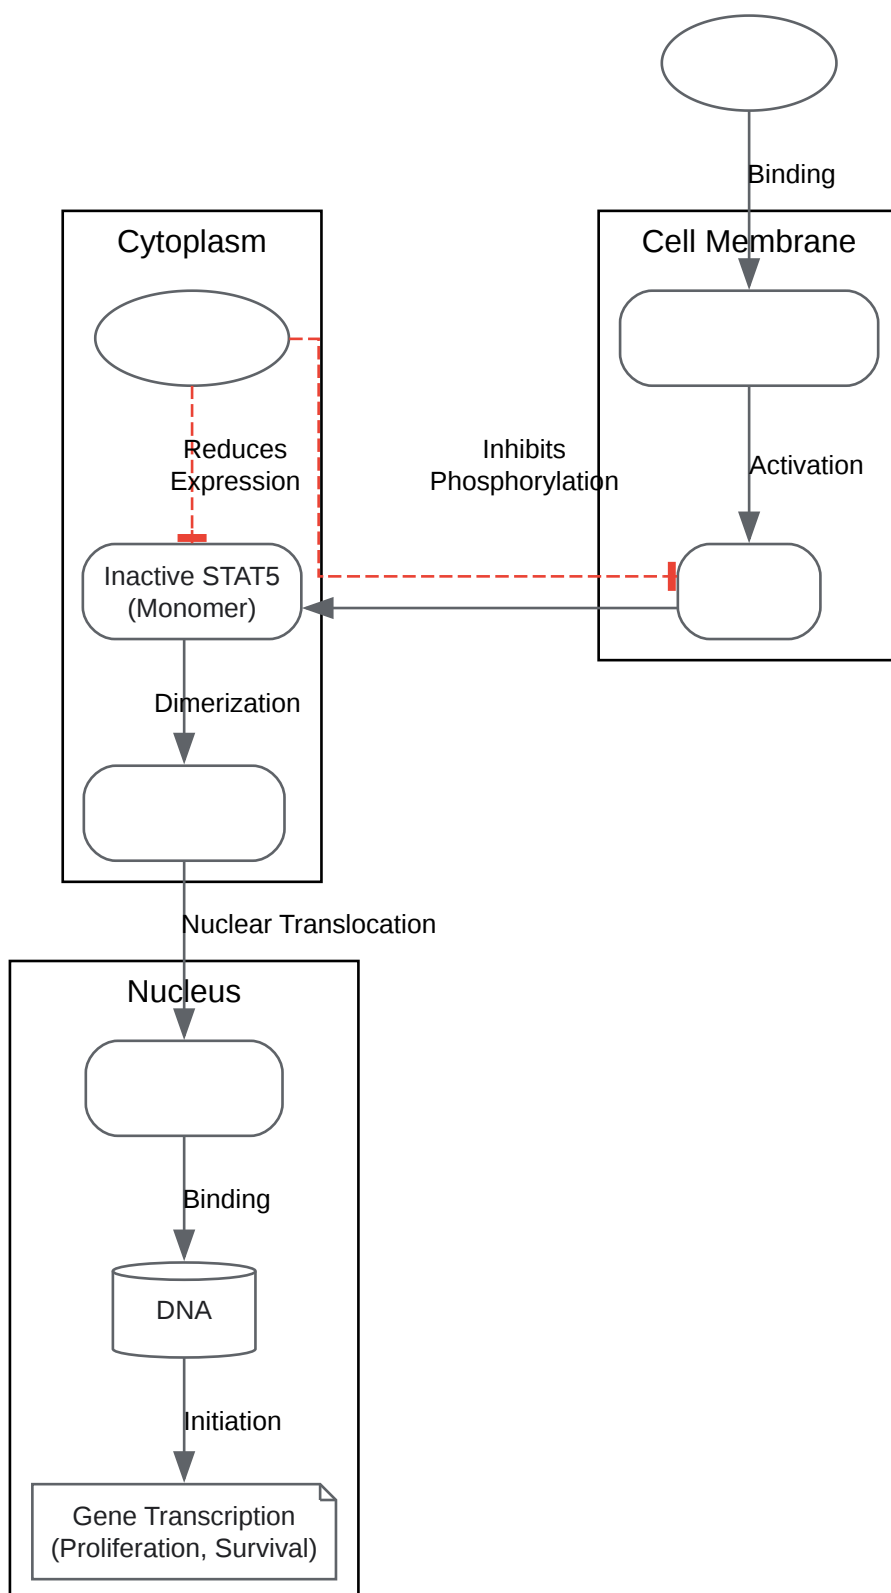 Binding
Cytoplasm
Cell Membrane
Reduces
Expression
Inhibits
Phosphorylation
Activation
Inactive STAT5
(Monomer)
Dimerization
Nuclear Translocation
Nucleus
Binding
DNA
Initiation
Gene Transcription
(Proliferation, Survival)